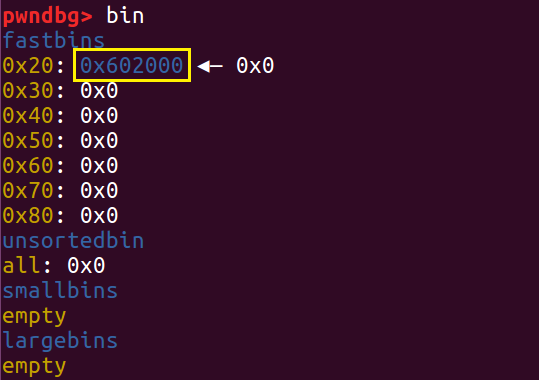 pwndbg> bin
fastbins
0x20: 0x602000 ◂— 0x0
0x30: 0x0
0x40: 0x0
0x50: 0x0
0x60: 0x0
0x70: 0x0
0x80: 0x0
unsortedbin
all: 0x0
smallbins
empty
largebins
empty